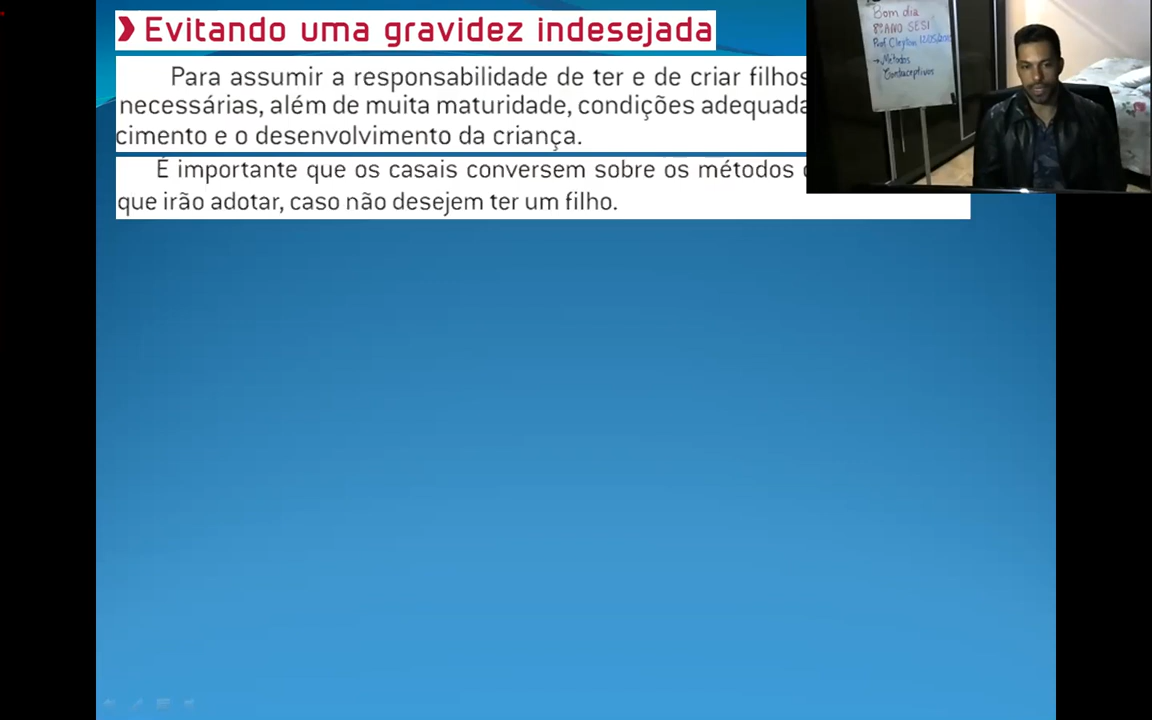 Evitando uma gravidez indesejada
Para assumir a responsabilidade de ter e de criar filhos
necessárias, além de muita maturidade, condições adequada
cimento e o desenvolvimento da criança.
É importante que os casais conversem sobre os métodos
que irão adotar, caso não desejem ter um filho.
Bom dia
8º ANO SESI
Prof Cleyton
→ Métodos
Contraceptivos